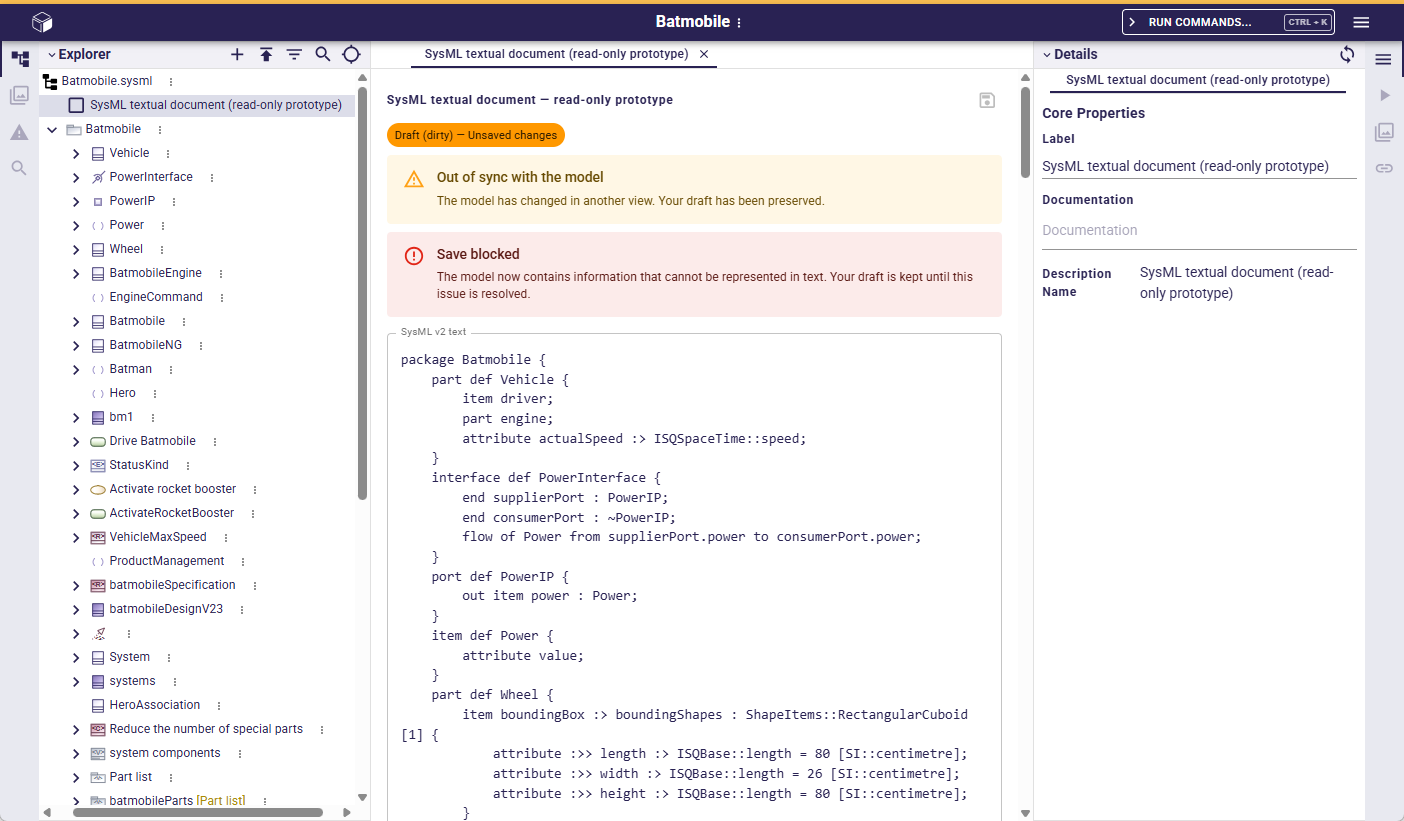 Batmobile
RUN COMMANDS...
CTRL + K
Explorer
Batmobile.sysml
SysML textual document (read-only prototype)
Batmobile
Vehicle
PowerInterface
PowerIP
Power
Wheel
BatmobileEngine
EngineCommand
Batmobile
BatmobileNG
Batman
Hero
bm1
Drive Batmobile
StatusKind
Activate rocket booster
ActivateRocketBooster
VehicleMaxSpeed
ProductManagement
batmobileSpecification
batmobileDesignV23
System
systems
HeroAssociation
Reduce the number of special parts
system components
Part list
batmobileParts [Part list]
SysML textual document (read-only prototype)
SysML textual document — read-only prototype
Draft (dirty) — Unsaved changes
Out of sync with the model
The model has changed in another view. Your draft has been preserved.
Save blocked
The model now contains information that cannot be represented in text. Your draft is kept until this
issue is resolved.
SysML v2 text
package Batmobile {
    part def Vehicle {
        item driver;
        part engine;
        attribute actualSpeed :> ISQSpaceTime::speed;
    }
    interface def PowerInterface {
        end supplierPort : PowerIP;
        end consumerPort : ~PowerIP;
        flow of Power from supplierPort.power to consumerPort.power;
    }
    port def PowerIP {
        out item power : Power;
    }
    item def Power {
        attribute value;
    }
    part def Wheel {
        item boundingBox :> boundingShapes : ShapeItems::RectangularCuboid
[1] {
            attribute :>> length :> ISQBase::length = 80 [SI::centimetre];
            attribute :>> width :> ISQBase::length = 26 [SI::centimetre];
            attribute :>> height :> ISQBase::length = 80 [SI::centimetre];
        }
Details
SysML textual document (read-only prototype)
Core Properties
Label
SysML textual document (read-only prototype)
Documentation
Documentation
Description Name
SysML textual document (read-
only prototype)